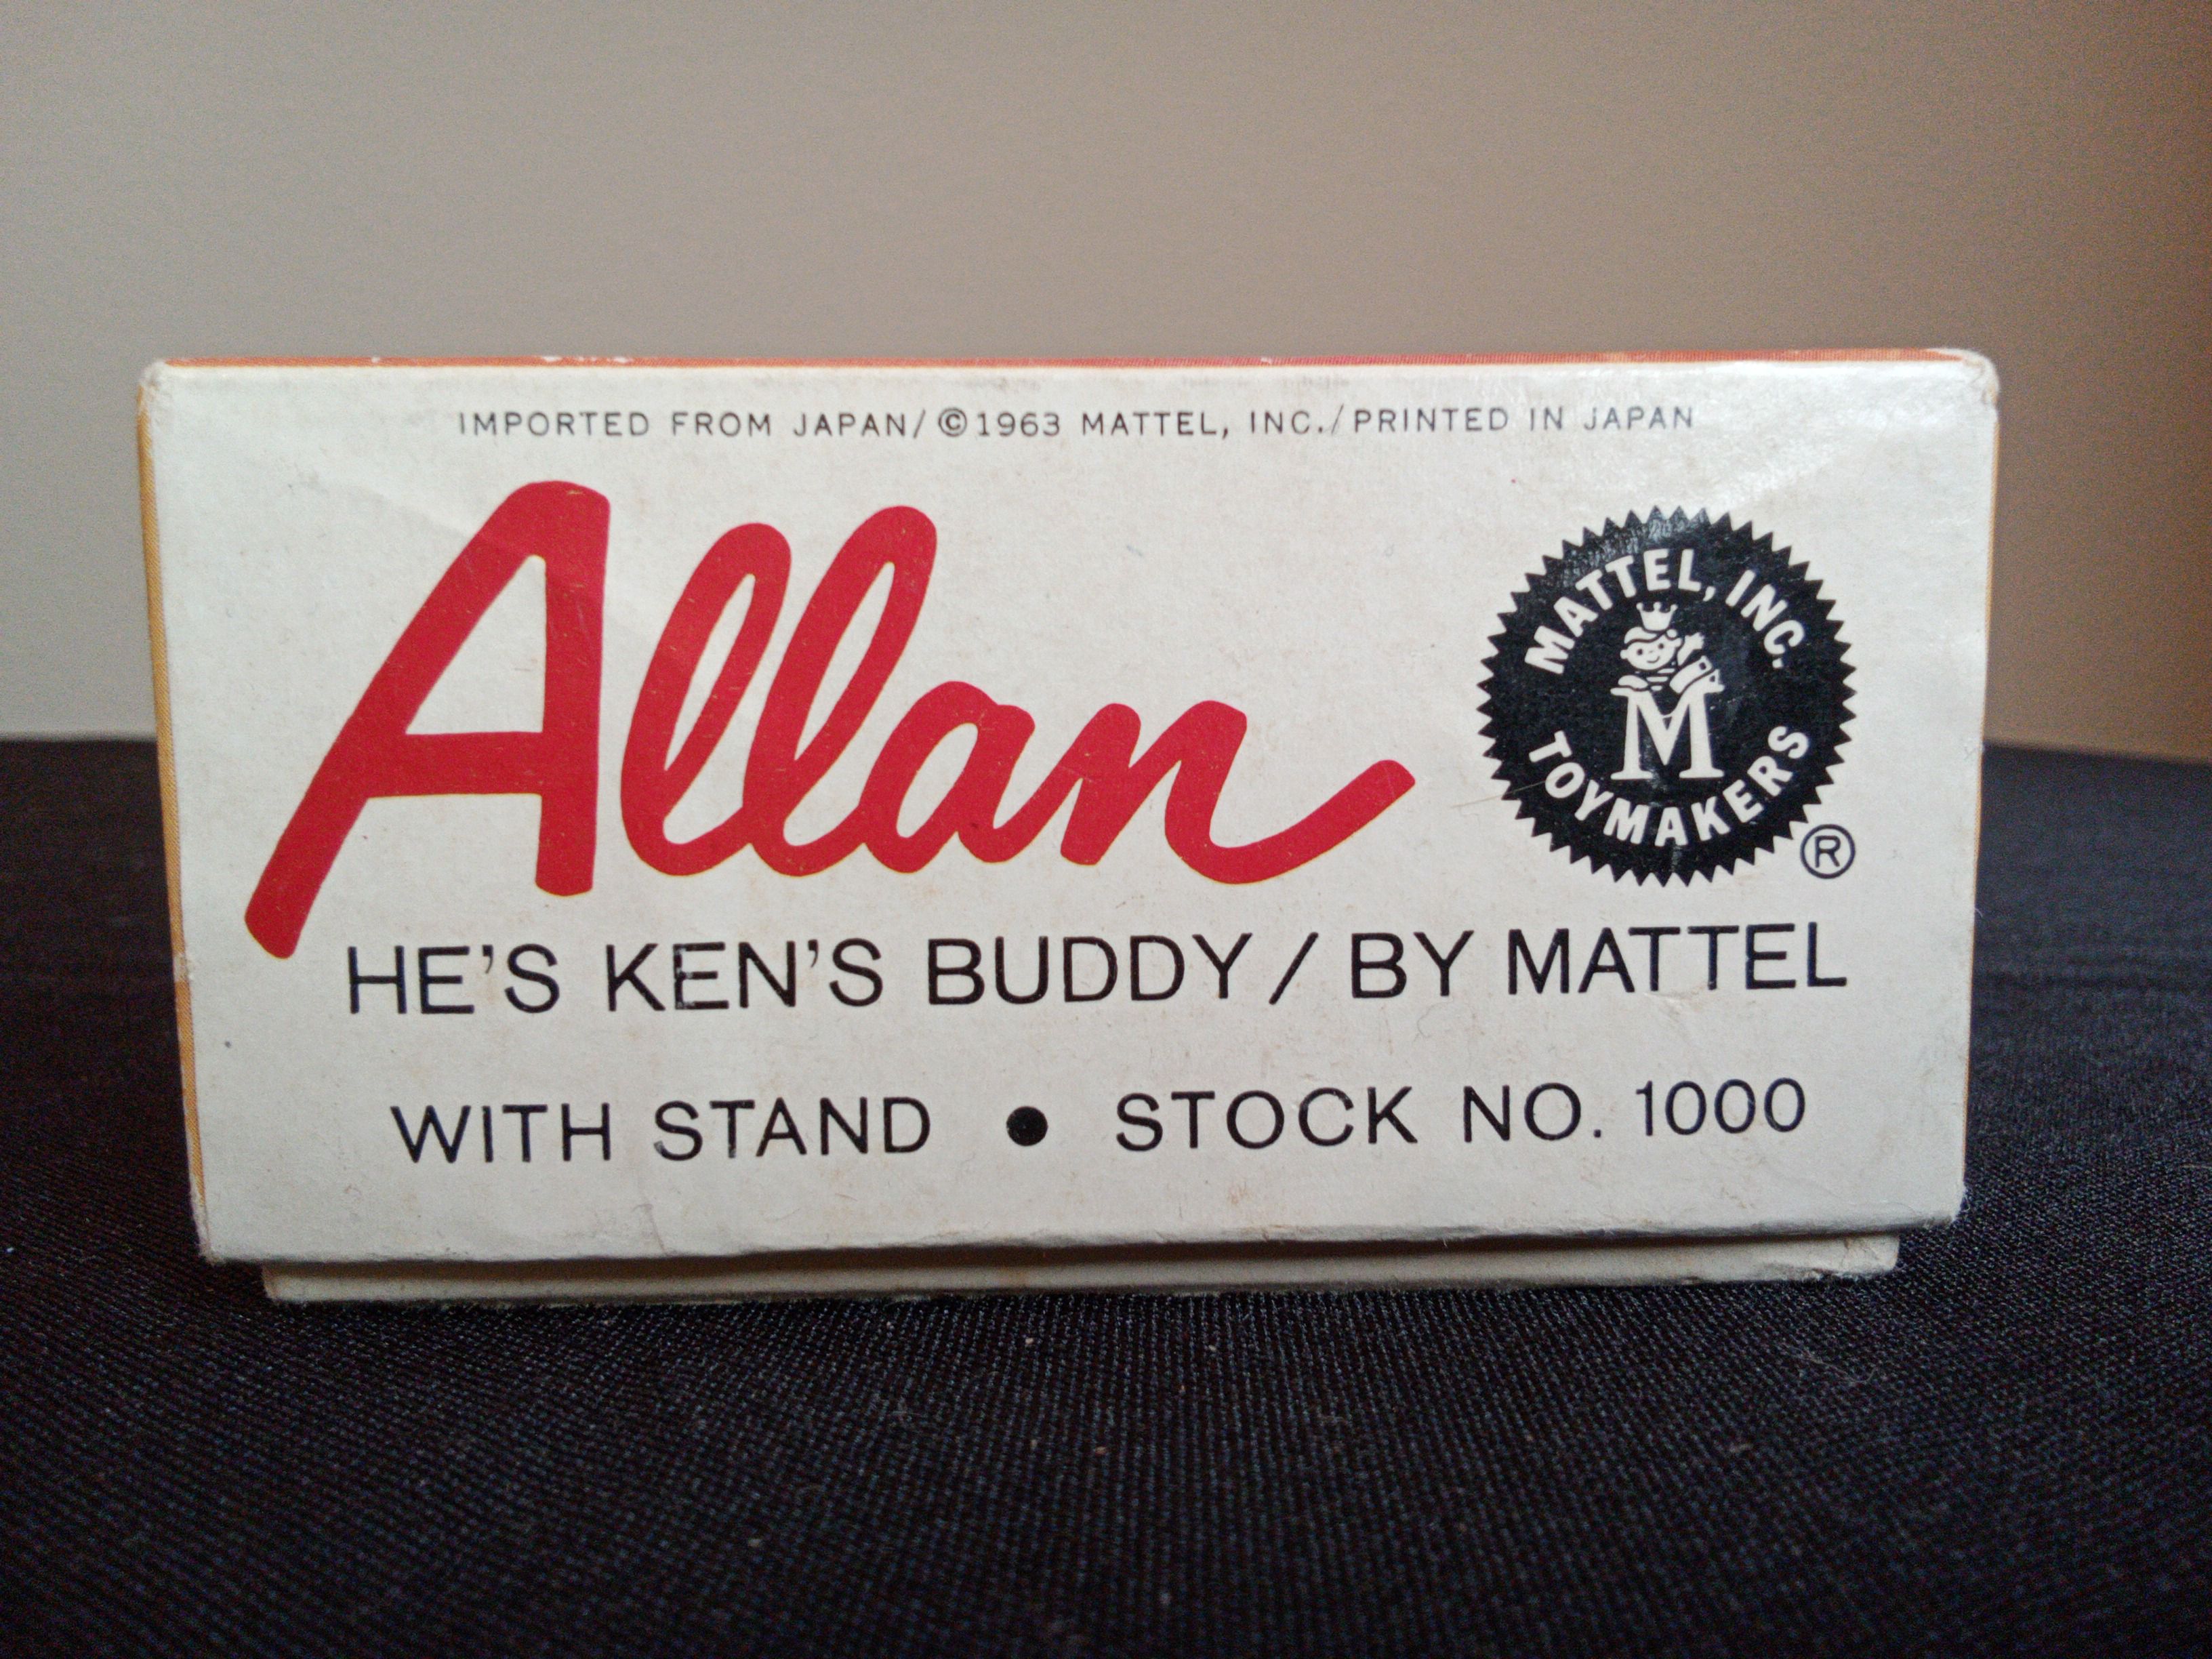 IMPORTED FROM JAPAN/©1963 MATTEL, INC./PRINTED IN JAPAN
Allan
MATTEL, INC.
M
TOYMAKERS
®
HE'S KEN'S BUDDY / BY MATTEL
WITH STAND • STOCK NO. 1000